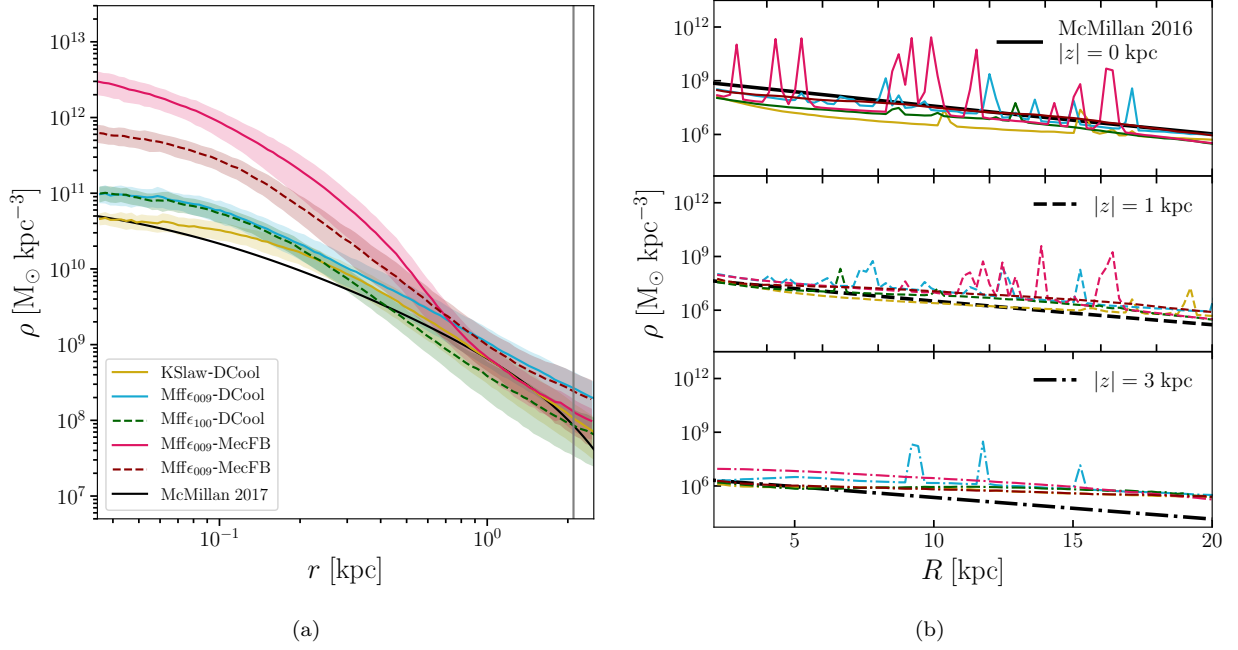 10^13
10^12
10^11
10^10
10^9
10^8
10^7
ρ [M⊙ kpc^−3]
KSlaw-DCool
Mffϵ₀₀₉-DCool
Mffϵ₁₀₀-DCool
Mffϵ₀₀₉-MecFB
Mffϵ₀₀₉-MecFB
McMillan 2017
10^−1 10^0
r [kpc]
(a)
McMillan 2016
|z| = 0 kpc
10^12
10^9
10^6
|z| = 1 kpc
10^12
10^9
10^6
ρ [M⊙ kpc^−3]
|z| = 3 kpc
10^12
10^9
10^6
5 10 15 20
R [kpc]
(b)